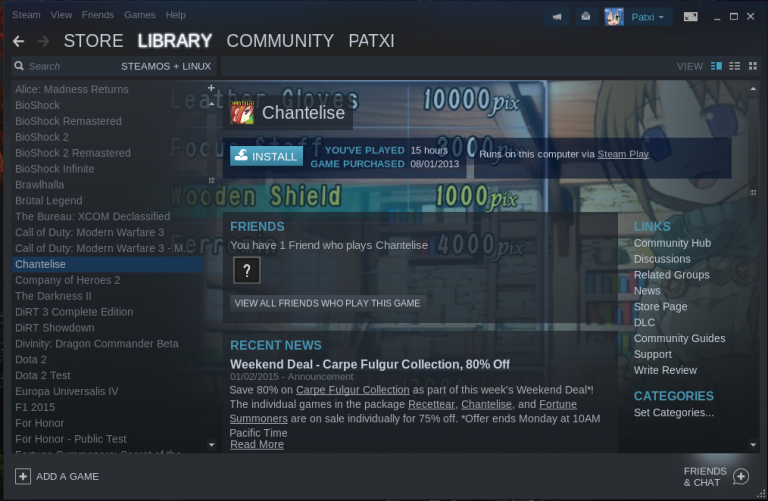 Steam View Friends Games Help
Patxi
STORE LIBRARY COMMUNITY PATXI
Search STEAMOS + LINUX
VIEW
Alice: Madness Returns
BioShock
BioShock Remastered
BioShock 2
BioShock 2 Remastered
BioShock Infinite
Brawlhalla
Brütal Legend
The Bureau: XCOM Declassified
Call of Duty: Modern Warfare 3
Call of Duty: Modern Warfare 3 - M...
Chantelise
Company of Heroes 2
The Darkness II
DiRT 3 Complete Edition
DiRT Showdown
Divinity: Dragon Commander Beta
Dota 2
Dota 2 Test
Europa Universalis IV
F1 2015
For Honor
For Honor - Public Test
ADD A GAME
Leather Gloves 10000pix
Chantelise
INSTALL
YOU'VE PLAYED 15 hours
GAME PURCHASED 08/01/2013
Runs on this computer via Steam Play
Wooden Shield 1000pix
4000pix
FRIENDS
You have 1 Friend who plays Chantelise
?
VIEW ALL FRIENDS WHO PLAY THIS GAME
RECENT NEWS
Weekend Deal - Carpe Fulgur Collection, 80% Off
01/02/2015 - Announcement
Save 80% on Carpe Fulgur Collection as part of this week's Weekend Deal*!
The individual games in the package Recettear, Chantelise, and Fortune
Summoners are on sale individually for 75% off. *Offer ends Monday at 10AM
Pacific Time
Read More
LINKS
Community Hub
Discussions
Related Groups
News
Store Page
DLC
Community Guides
Support
Write Review
CATEGORIES
Set Categories...
FRIENDS
& CHAT